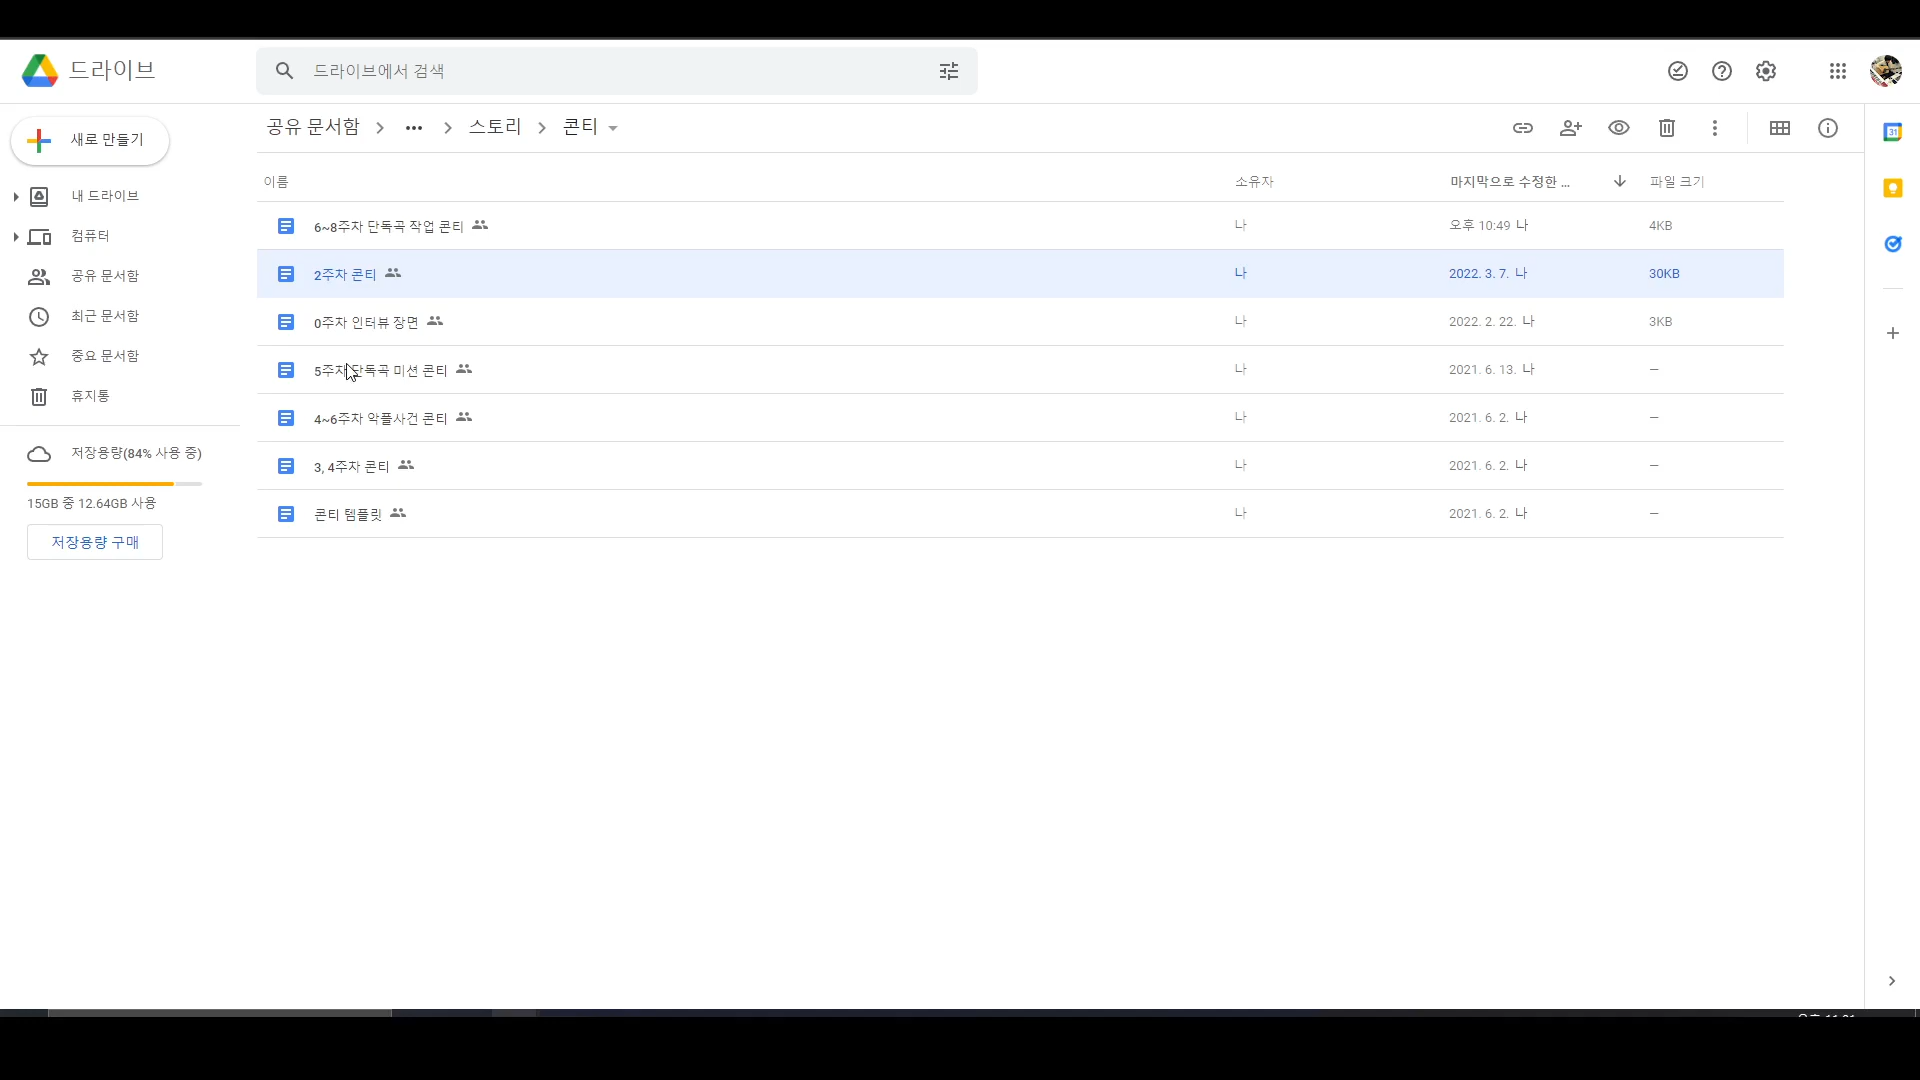 드라이브
드라이브에서 검색
새로 만들기
내 드라이브
컴퓨터
공유 문서함
최근 문서함
중요 문서함
휴지통
저장용량(84% 사용 중)
15GB 중 12.64GB 사용
저장용량 구매
공유 문서함 > ••• > 스토리 > 콘티
이름 소유자 마지막으로 수정한 ... 파일 크기
6~8주차 단독곡 작업 콘티 나 오후 10:49 나 4KB
2주차 콘티 나 2022. 3. 7. 나 30KB
0주차 인터뷰 장면 나 2022. 2. 22. 나 3KB
5주차 단독곡 미션 콘티 나 2021. 6. 13. 나 –
4~6주차 악플사건 콘티 나 2021. 6. 2. 나 –
3, 4주차 콘티 나 2021. 6. 2. 나 –
콘티 템플릿 나 2021. 6. 2. 나 –
31